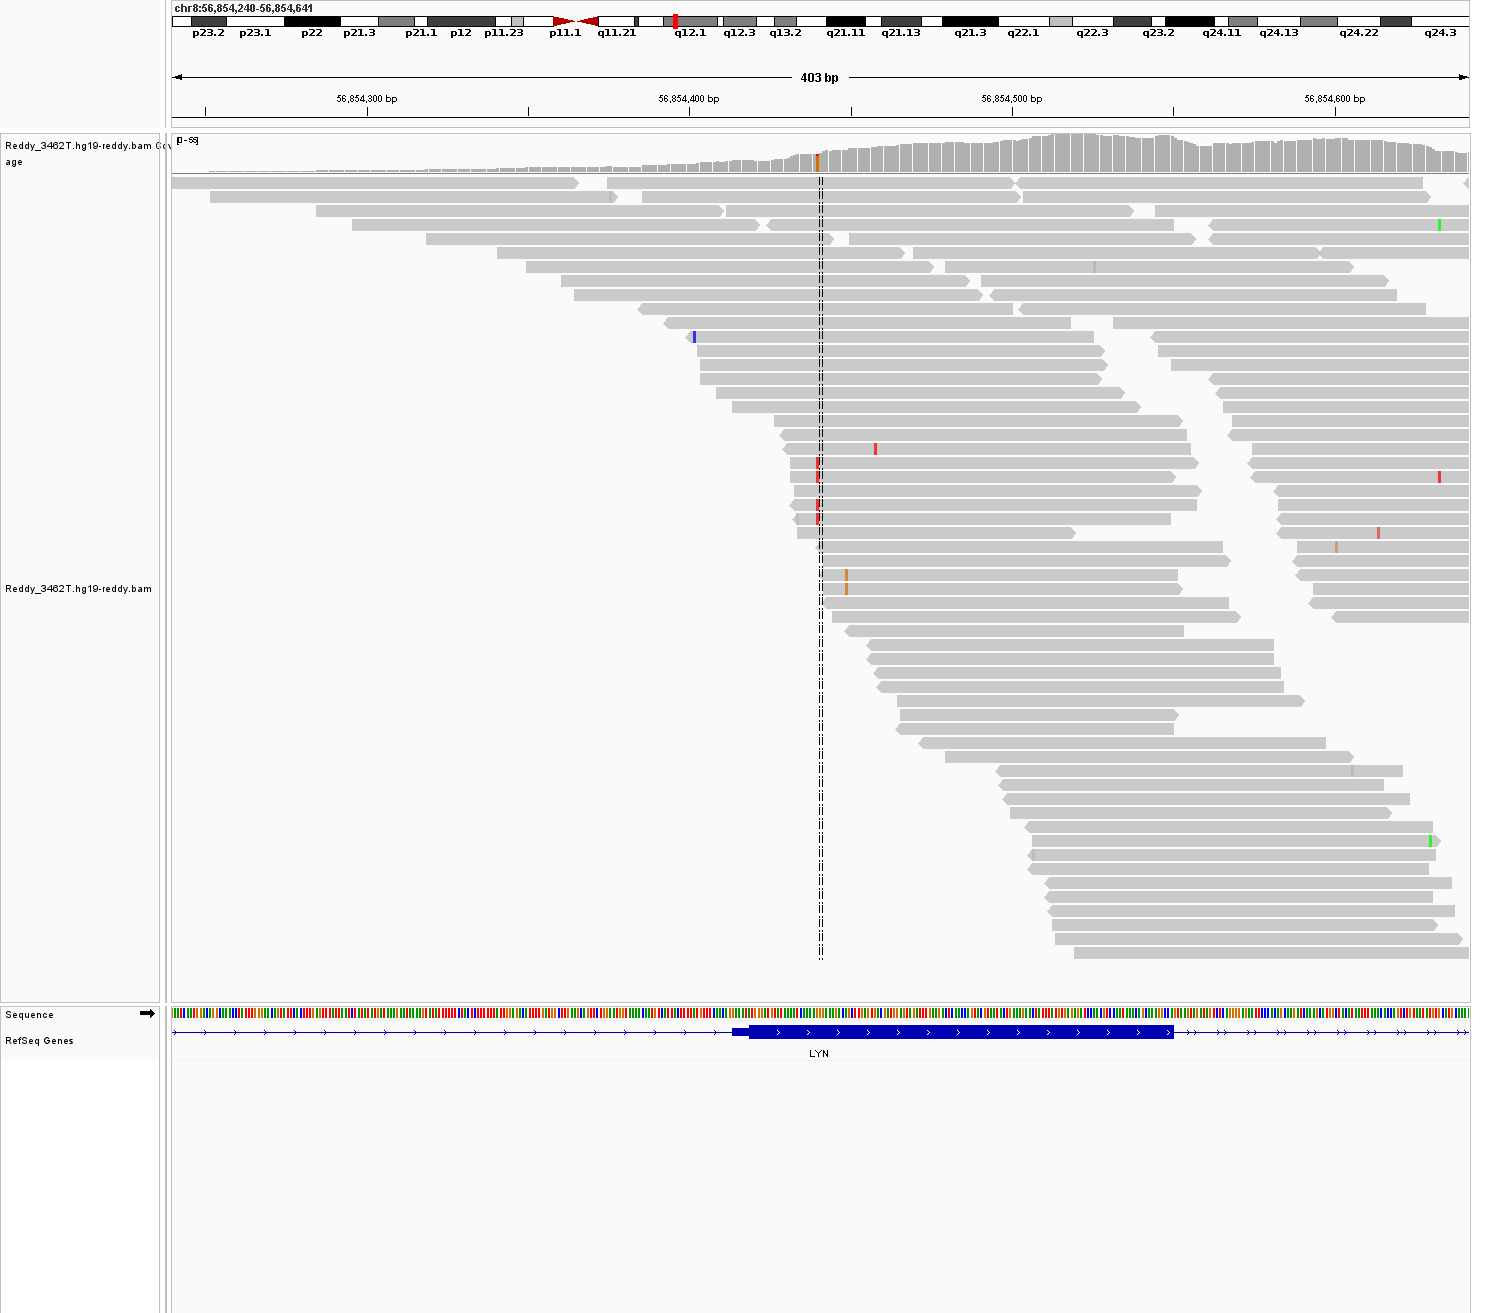 chr8:56,854,240-56,854,641
p23.2 p23.1 p22 p21.3 p21.1 p12 p11.23 p11.1 q11.21 q12.1 q12.3 q13.2 q21.11 q21.13 q21.3 q22.1 q22.3 q23.2 q24.11 q24.13 q24.22 q24.3
403 bp
56,854,300 bp 56,854,400 bp 56,854,500 bp 56,854,600 bp
Reddy_3462T.hg19-reddy.bam Cov
age
Reddy_3462T.hg19-reddy.bam
Sequence
RefSeq Genes
LYN